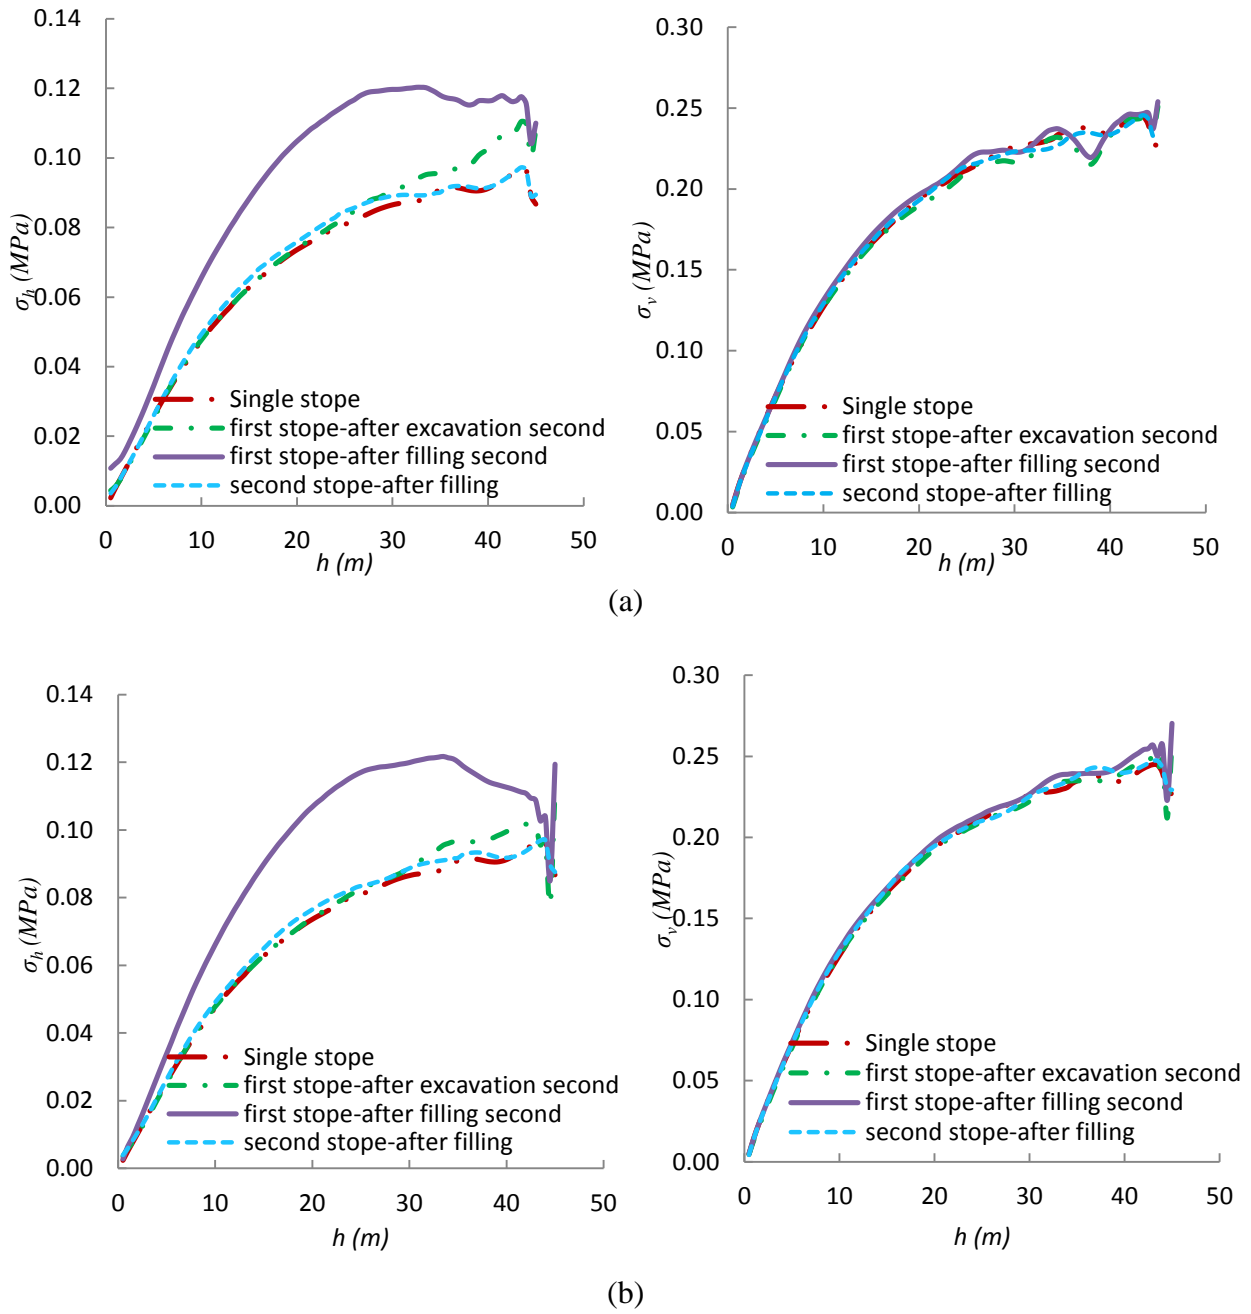 0.14
0.12
0.10
0.08
0.06
0.04
0.02
0.00
σh (MPa)
0 10 20 30 40 50
h (m)
Single stope
first stope-after excavation second
first stope-after filling second
second stope-after filling
0.30
0.25
0.20
0.15
0.10
0.05
0.00
σv (MPa)
0 10 20 30 40 50
h (m)
Single stope
first stope-after excavation second
first stope-after filling second
second stope-after filling
(a)
0.14
0.12
0.10
0.08
0.06
0.04
0.02
0.00
σh (MPa)
0 10 20 30 40 50
h (m)
Single stope
first stope-after excavation second
first stope-after filling second
second stope-after filling
0.30
0.25
0.20
0.15
0.10
0.05
0.00
σv (MPa)
0 10 20 30 40 50
h (m)
Single stope
first stope-after excavation second
first stope-after filling second
second stope-after filling
(b)